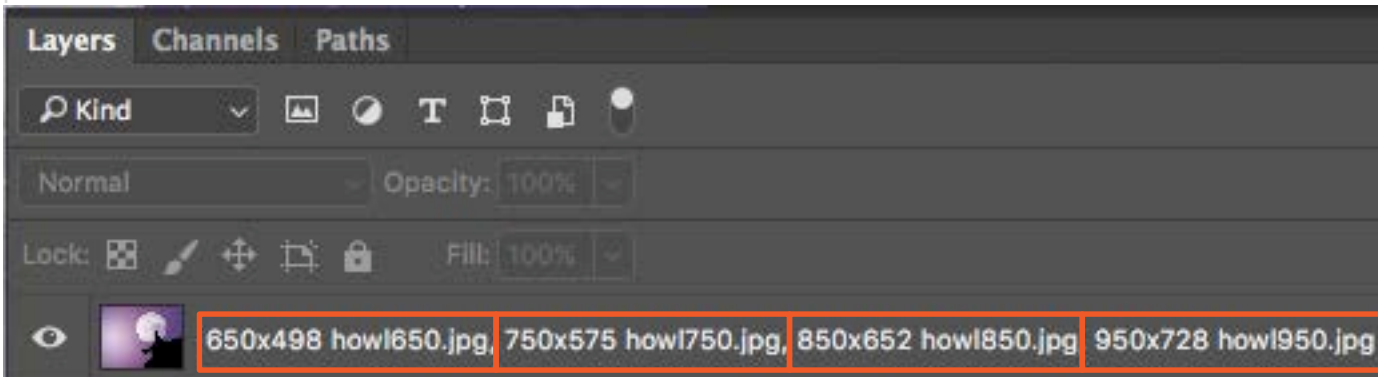 Layers Channels Paths
Kind T
Normal Opacity: 100%
Lock: Fill: 100%
650x498 howl650.jpg, 750x575 howl750.jpg, 850x652 howl850.jpg 950x728 howl950.jpg